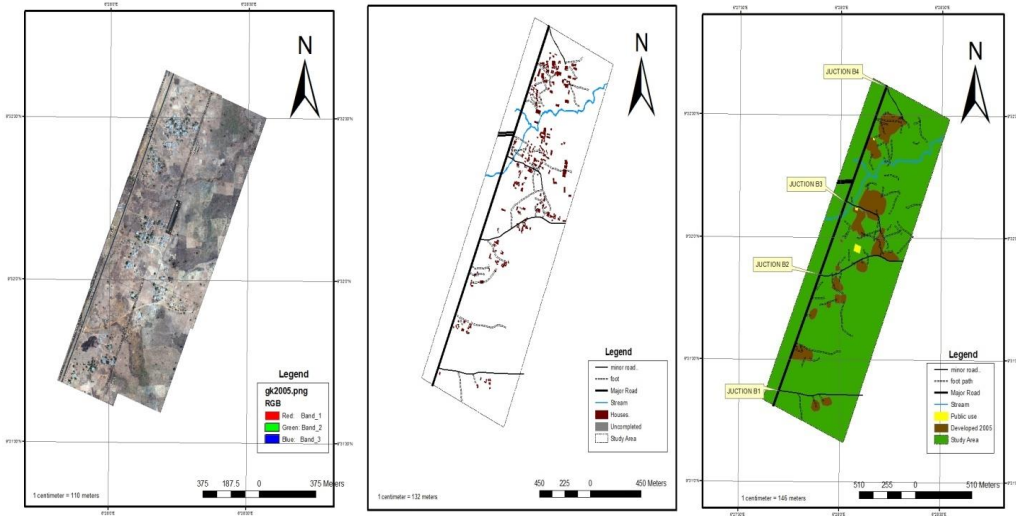 N
Legend
gk2005.png
RGB
Red: Band_1
Green: Band_2
Blue: Band_3
1 centimeter = 110 meters
375 187.5 0 375 Meters
N
Legend
minor road.
foot
Major Road
Stream
Houses
Uncompleted
Study Area
1 centimeter = 132 meters
450 225 0 450 Meters
N
JUCTION B4
JUCTION B3
JUCTION B2
JUCTION B1
Legend
minor road.
foot path
Major Road
Stream
Public use
Developed 2005
Study Area
1 centimeter = 146 meters
510 255 0 510 Meters